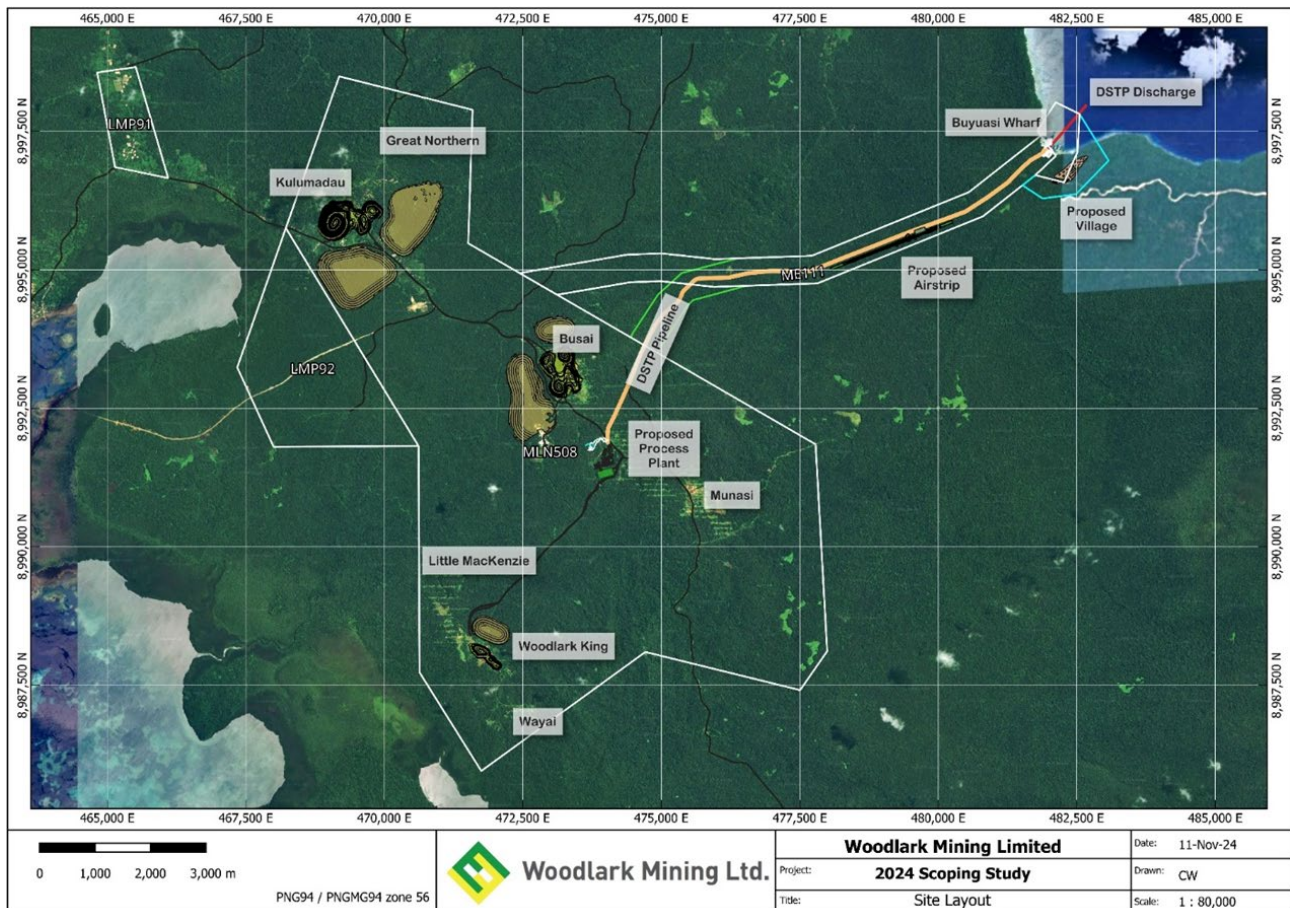 465,000 E
467,500 E
470,000 E
472,500 E
475,000 E
477,500 E
480,000 E
482,500 E
485,000 E
DSTP Discharge
LMP91
Buyuasi Wharf
8,997,500 N
8,997,500 N
Great Northern
Kulumadau
Proposed
Village
8,995,000 N
ME111
Proposed
Airstrip
8,995,000 N
DSTP Pipeline
Busai
LMP92
8,992,500 N
8,992,500 N
MLN508
Proposed
Process
Plant
Munasi
8,990,000 N
8,990,000 N
Little MacKenzie
Woodlark King
8,987,500 N
8,987,500 N
Wayai
465,000 E
467,500 E
470,000 E
472,500 E
475,000 E
477,500 E
480,000 E
482,500 E
485,000 E
0 1,000 2,000 3,000 m
PNG94 / PNGMG94 zone 56
Woodlark Mining Ltd.
Woodlark Mining Limited
Project: 2024 Scoping Study
Title: Site Layout
Date: 11-Nov-24
Drawn: CW
Scale: 1 : 80,000